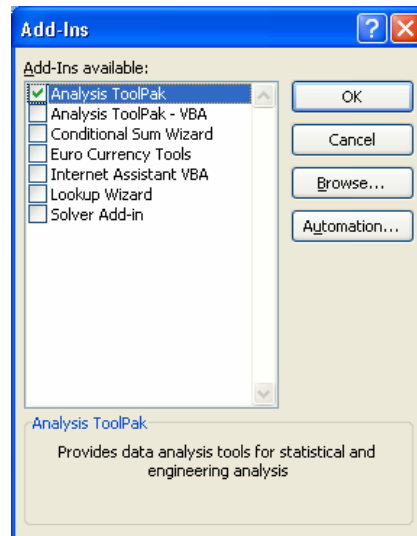 Add-Ins
Add-Ins available:
Analysis ToolPak
Analysis ToolPak - VBA
Conditional Sum Wizard
Euro Currency Tools
Internet Assistant VBA
Lookup Wizard
Solver Add-in
OK
Cancel
Browse...
Automation...
Analysis ToolPak
Provides data analysis tools for statistical and
engineering analysis